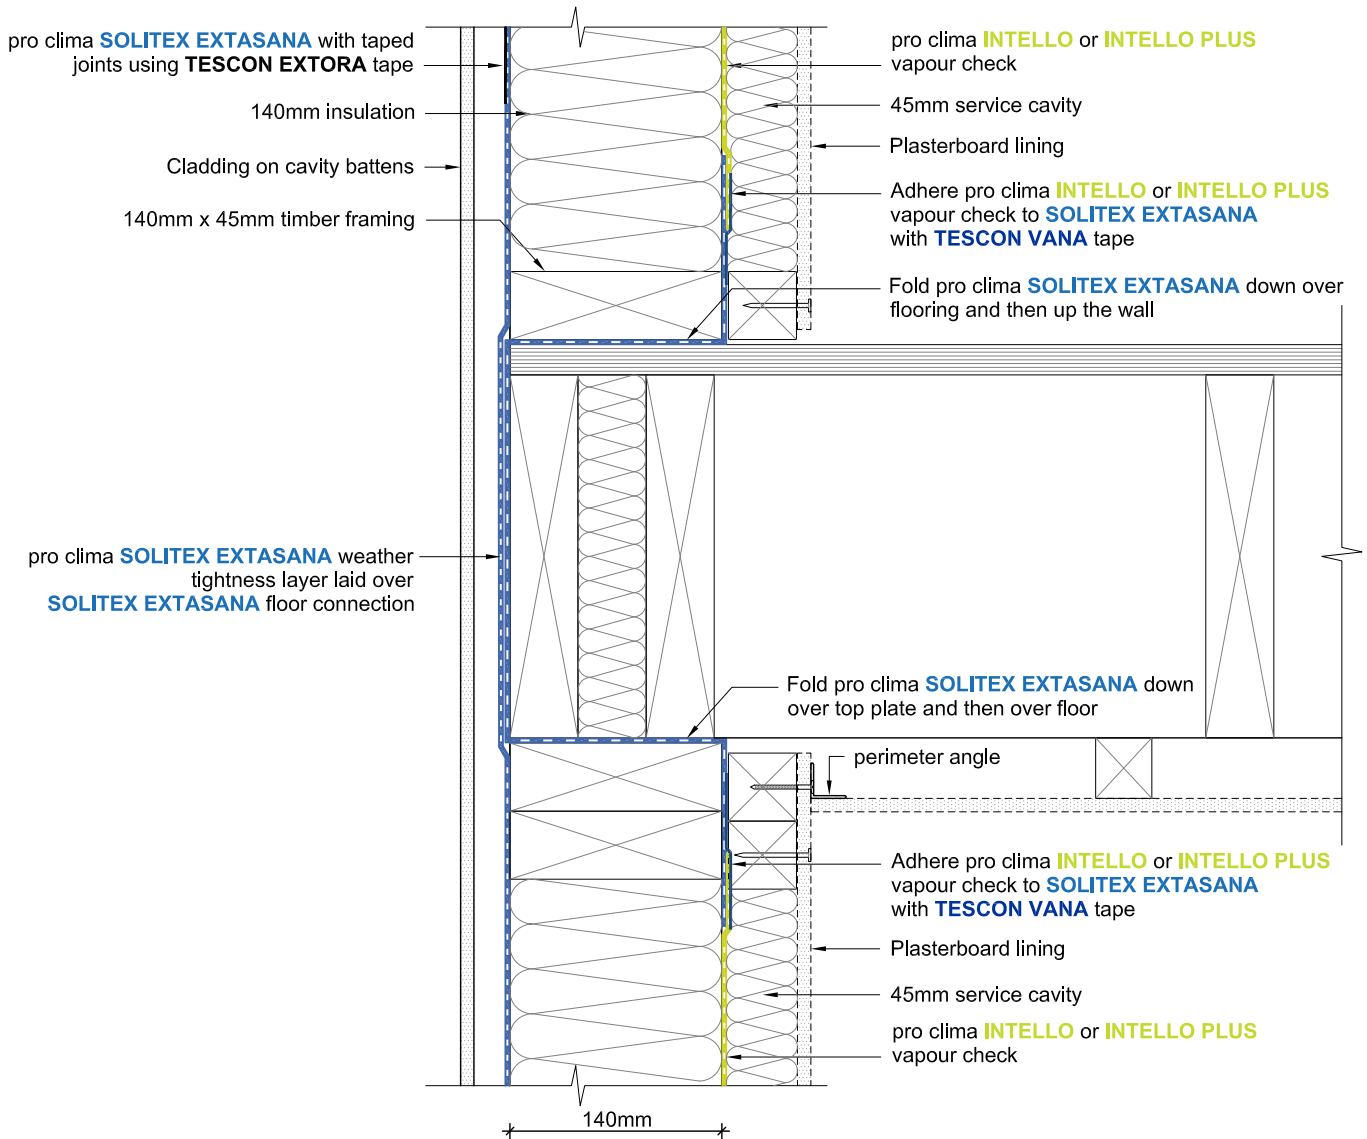 pro clima SOLITEX EXTASANA with taped
joints using TESCON EXTORA tape
140mm insulation
Cladding on cavity battens
140mm x 45mm timber framing
pro clima SOLITEX EXTASANA weather
tightness layer laid over
SOLITEX EXTASANA floor connection
pro clima INTELLO or INTELLO PLUS
vapour check
45mm service cavity
Plasterboard lining
Adhere pro clima INTELLO or INTELLO PLUS
vapour check to SOLITEX EXTASANA
with TESCON VANA tape
Fold pro clima SOLITEX EXTASANA down over
flooring and then up the wall
Fold pro clima SOLITEX EXTASANA down
over top plate and then over floor
perimeter angle
Adhere pro clima INTELLO or INTELLO PLUS
vapour check to SOLITEX EXTASANA
with TESCON VANA tape
Plasterboard lining
45mm service cavity
pro clima INTELLO or INTELLO PLUS
vapour check
140mm